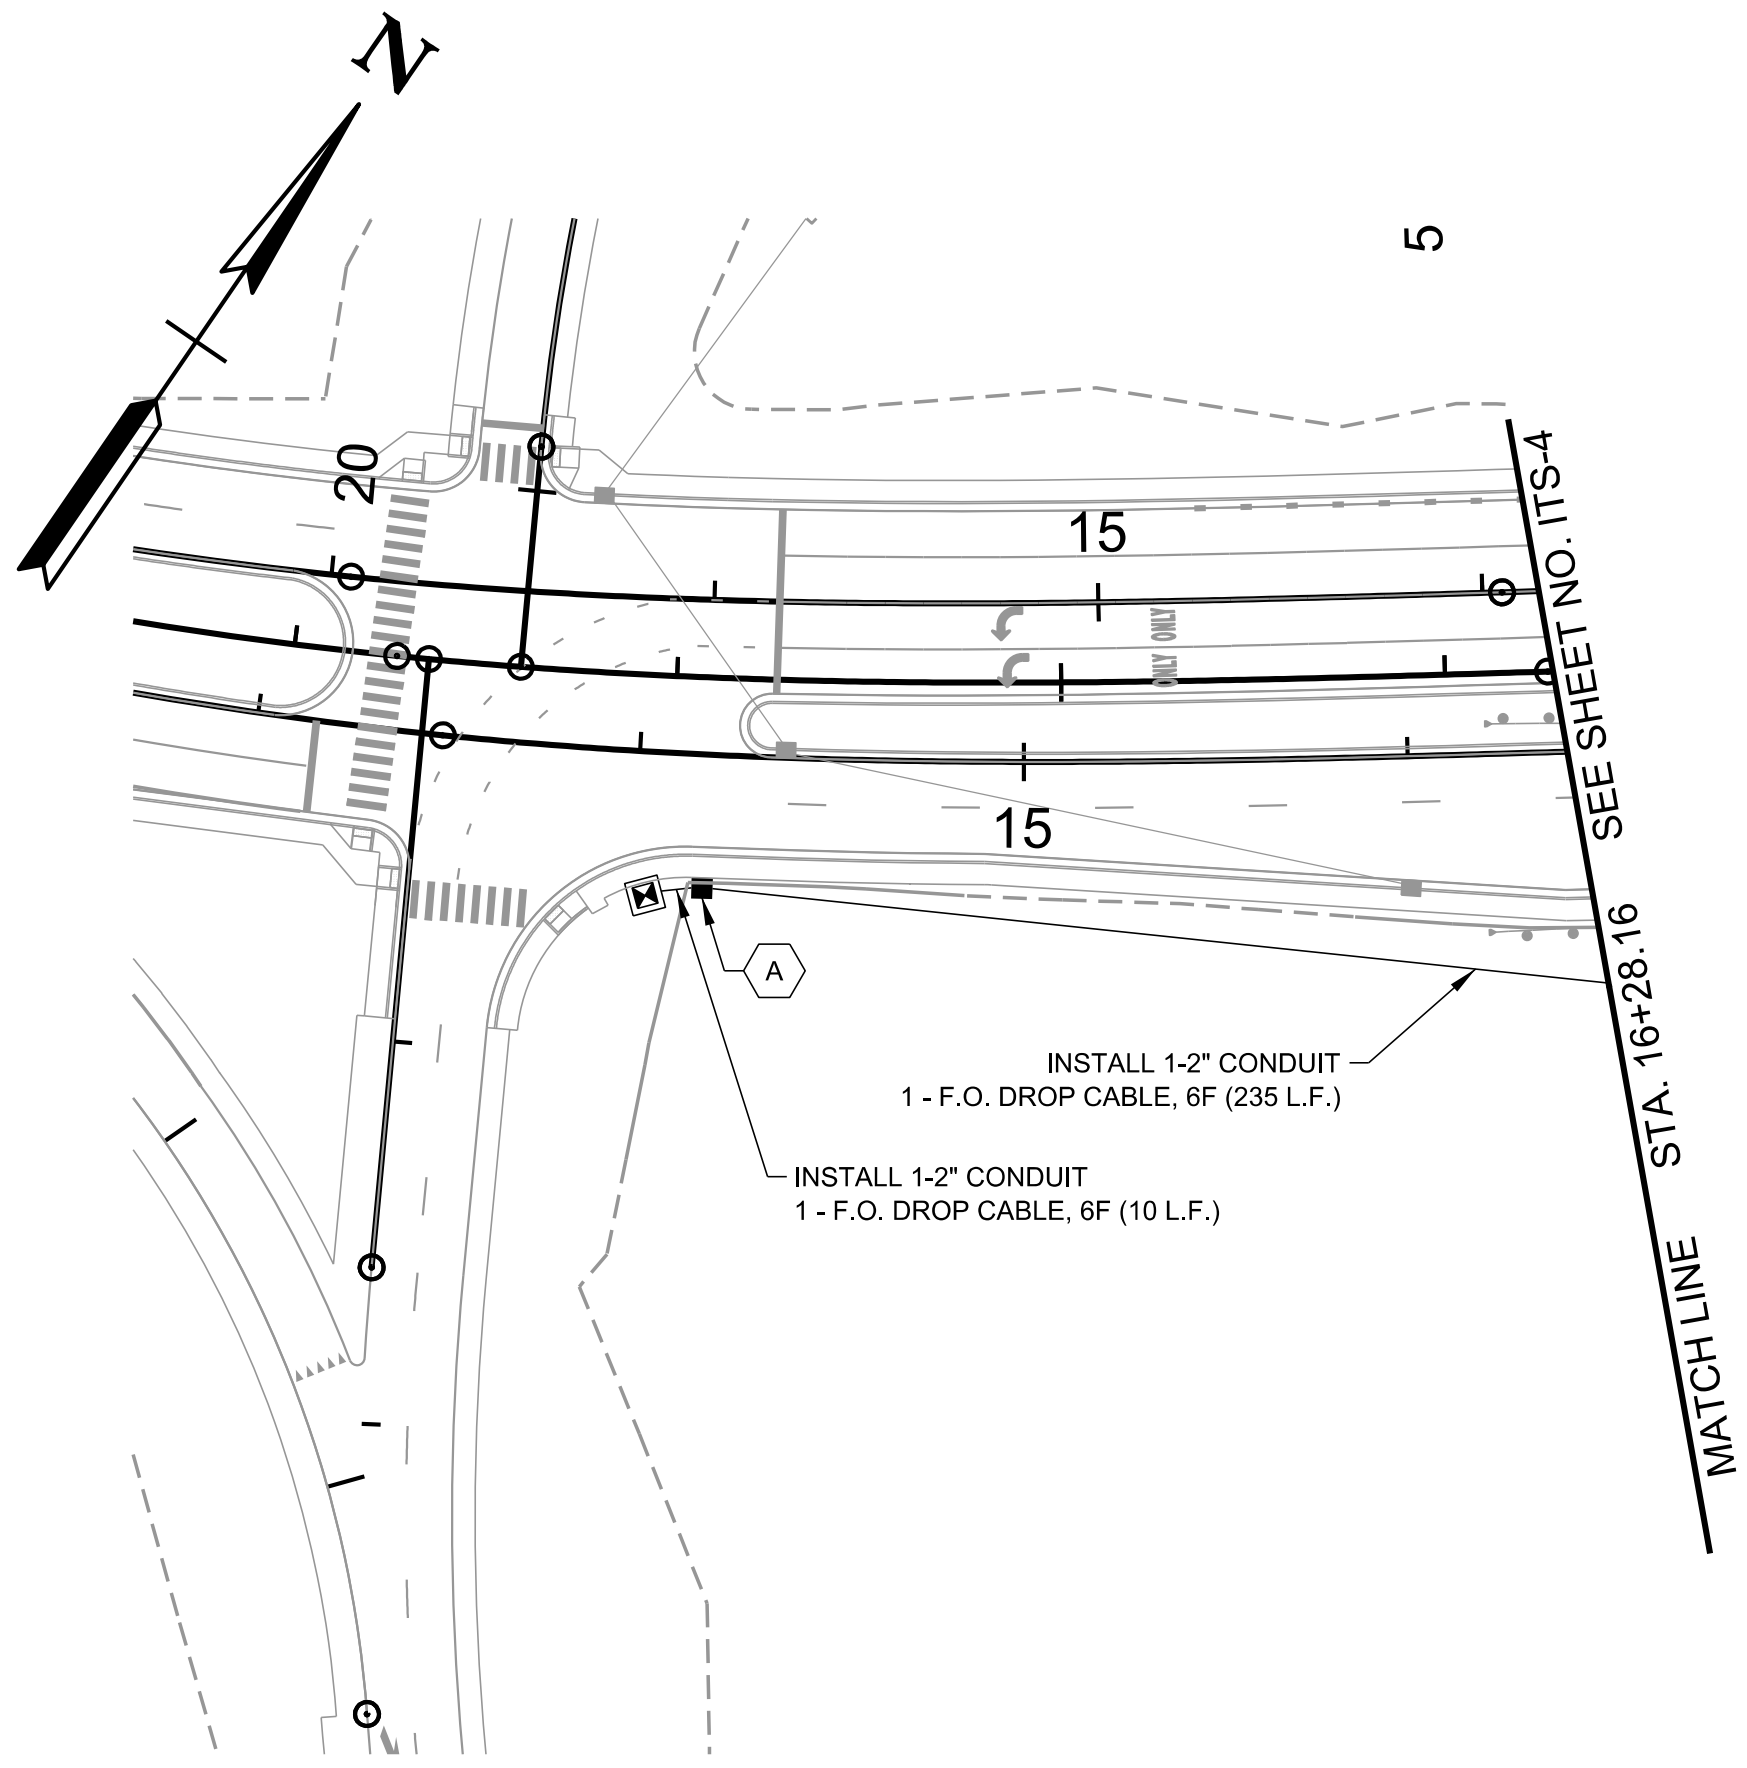 N
5
20
15
ONLY ONLY
15
A
INSTALL 1-2" CONDUIT
1 - F.O. DROP CABLE, 6F (235 L.F.)
INSTALL 1-2" CONDUIT
1 - F.O. DROP CABLE, 6F (10 L.F.)
MATCH LINE STA. 16+28.16 SEE SHEET NO. ITS-4